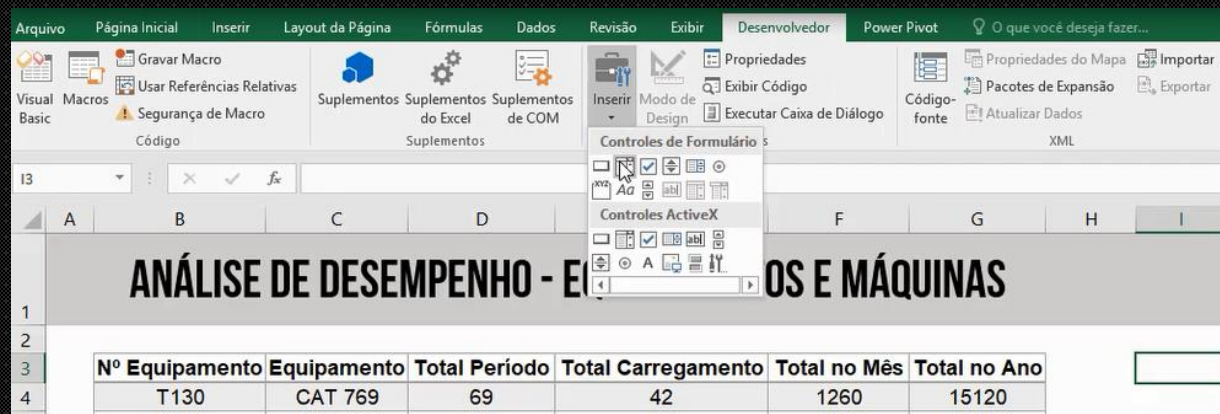 Arquivo Página Inicial Inserir Layout da Página Fórmulas Dados Revisão Exibir Desenvolvedor Power Pivot O que você deseja fazer...
Visual Basic
Macros
Gravar Macro
Usar Referências Relativas
Segurança de Macro
Código
Suplementos
Suplementos do Excel
Suplementos de COM
Suplementos
Inserir
Modo de Design
Propriedades
Exibir Código
Executar Caixa de Diálogo
Código-fonte
Propriedades do Mapa
Pacotes de Expansão
Atualizar Dados
Importar
Exportar
XML
Controles de Formulário
XYZ Aa ab|
Controles ActiveX
ab|
A
I3 fx
A B C D F G H I
1 ANÁLISE DE DESEMPENHO - EQ OS E MÁQUINAS
2
3 Nº Equipamento Equipamento Total Período Total Carregamento Total no Mês Total no Ano
4 T130 CAT 769 69 42 1260 15120